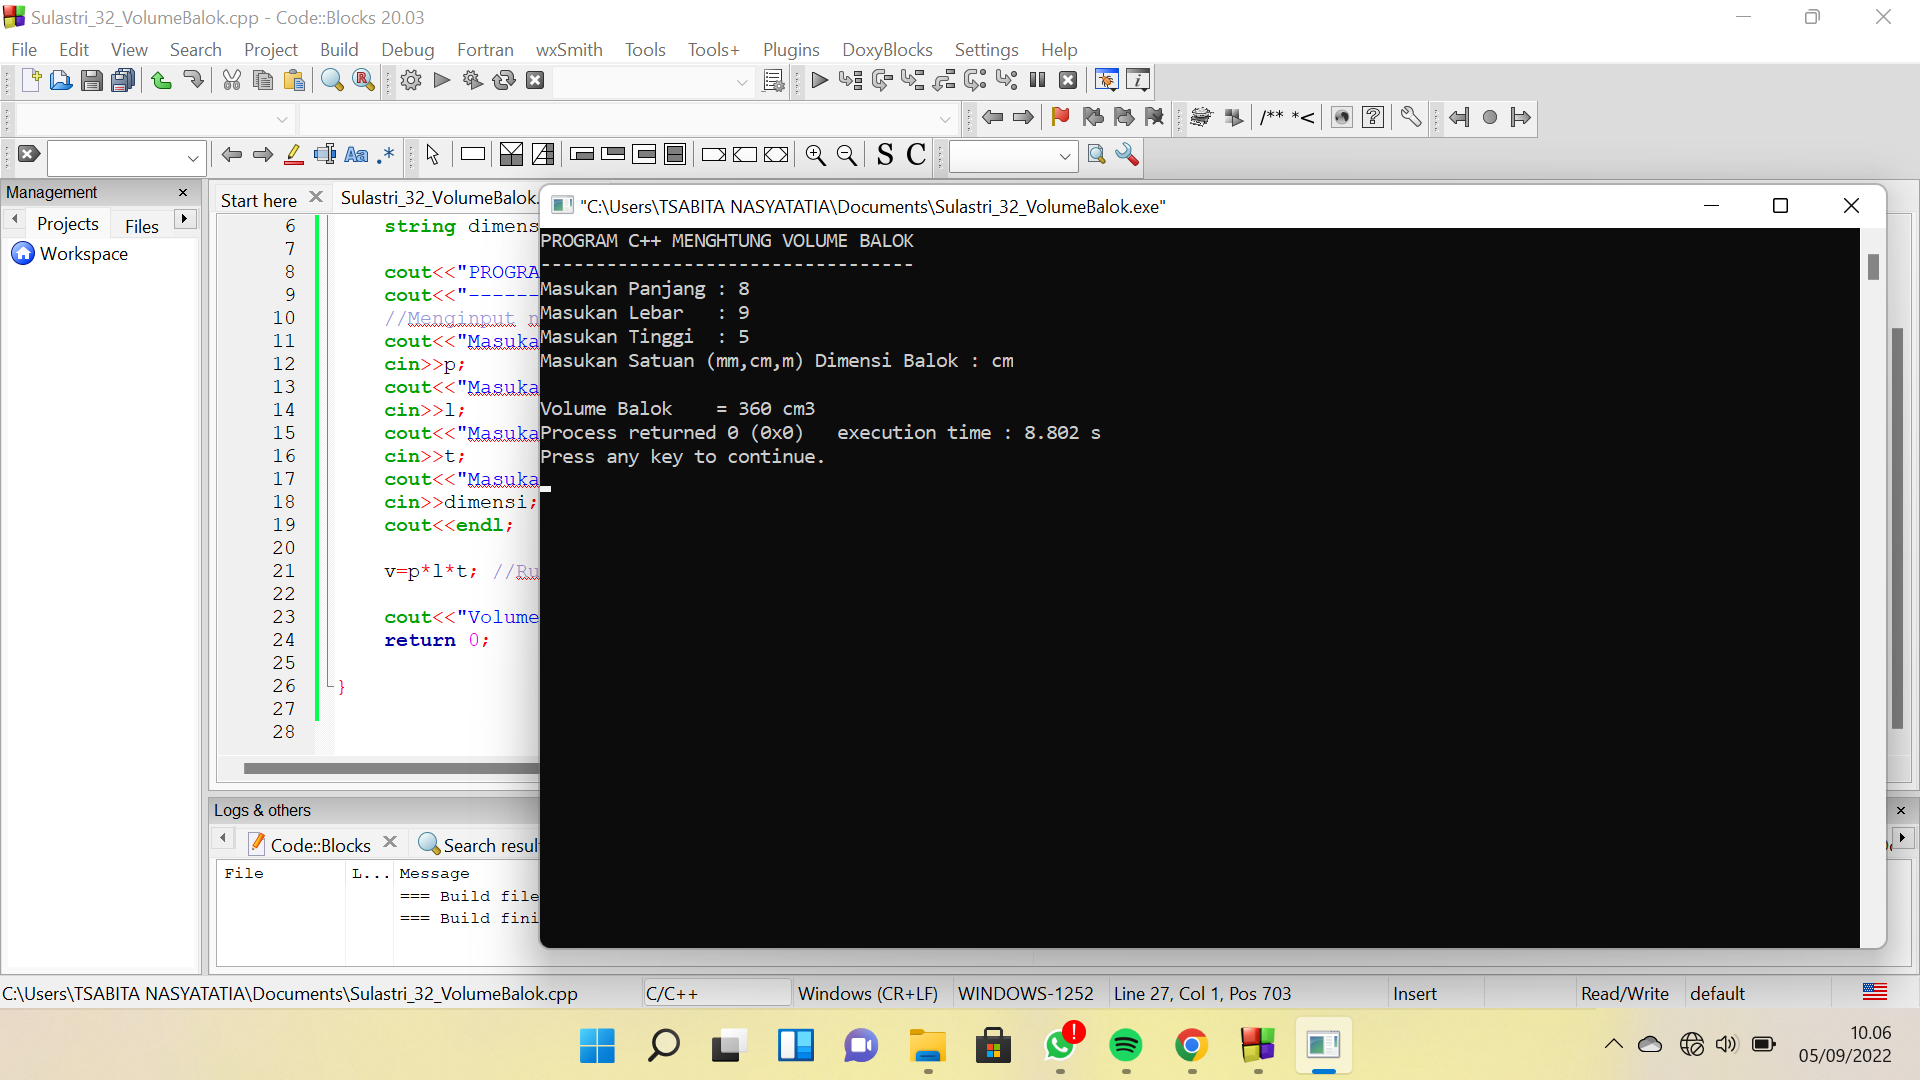 Sulastri_32_VolumeBalok.cpp - Code::Blocks 20.03
File Edit View Search Project Build Debug Fortran wxSmith Tools Tools+ Plugins DoxyBlocks Settings Help
/** *<
Aa .* S C
Management
Projects Files
Workspace
Start here Sulastri_32_VolumeBalok.
6 string dimens
7
8 cout<<"PROGRA
9 cout<<"------
10 //Menginput n
11 cout<<"Masuka
12 cin>>p;
13 cout<<"Masuka
14 cin>>l;
15 cout<<"Masuka
16 cin>>t;
17 cout<<"Masuka
18 cin>>dimensi;
19 cout<<endl;
20
21 v=p*l*t; //Ru
22
23 cout<<"Volume
24 return 0;
25
26 }
27
28
"C:\Users\TSABITA NASYATATIA\Documents\Sulastri_32_VolumeBalok.exe"
PROGRAM C++ MENGHTUNG VOLUME BALOK
----------------------------------
Masukan Panjang : 8
Masukan Lebar   : 9
Masukan Tinggi  : 5
Masukan Satuan (mm,cm,m) Dimensi Balok : cm
Volume Balok    = 360 cm3
Process returned 0 (0x0)   execution time : 8.802 s
Press any key to continue.
Logs & others
Code::Blocks Search resul
File L... Message
=== Build file
=== Build fini
C:\Users\TSABITA NASYATATIA\Documents\Sulastri_32_VolumeBalok.cpp C/C++ Windows (CR+LF) WINDOWS-1252 Line 27, Col 1, Pos 703 Insert Read/Write default
10.06
05/09/2022